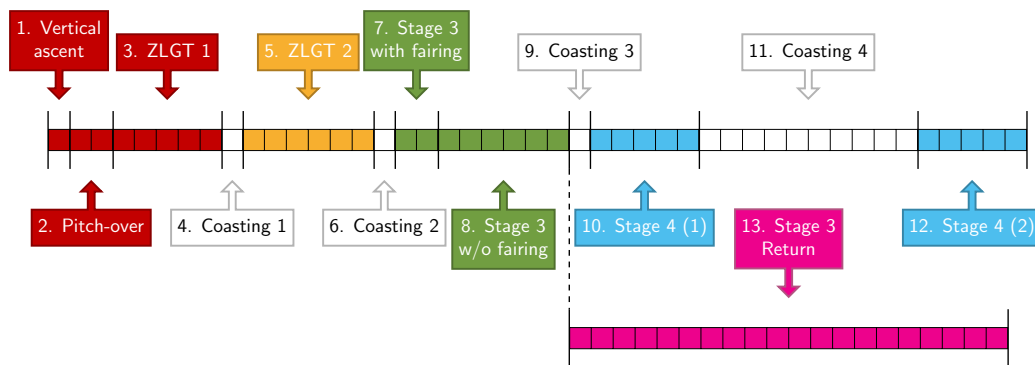 1. Vertical
ascent
3. ZLGT 1
5. ZLGT 2
7. Stage 3
with fairing
9. Coasting 3
11. Coasting 4
2. Pitch-over
4. Coasting 1
6. Coasting 2
8. Stage 3
w/o fairing
10. Stage 4 (1)
13. Stage 3
Return
12. Stage 4 (2)